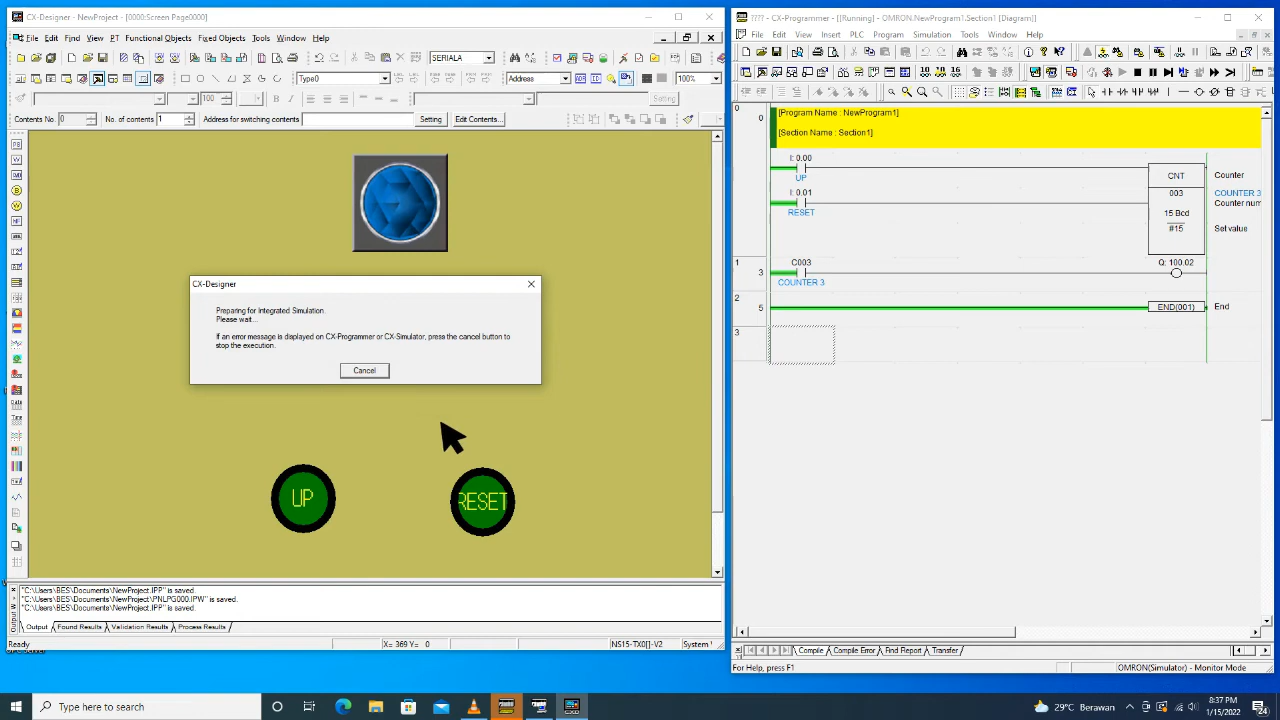 CX-Designer - NewProject - [0000:Screen Page0000]
File Edit Find View PT Functional Objects Fixed Objects Tools Window Help
SERIALA
Type0
Address
100%
100
Setting
Contents No. 0
No. of contents 1
Address for switching contents
Setting
Edit Contents...
CX-Designer
Preparing for Integrated Simulation.
Please wait...
If an error message is displayed on CX-Programmer or CX-Simulator, press the cancel button to
stop the execution.
Cancel
UP
RESET
"C:\Users\BES\Documents\NewProject.IPP" is saved.
"C:\Users\BES\Documents\NewProject\PNLPG000.IPW" is saved.
"C:\Users\BES\Documents\NewProject.IPP" is saved.
Output
Output Found Results Validation Results Process Results
Ready
X= 369 Y= 0
NS15-TX0[]-V2
System
???? - CX-Programmer - [[Running] - OMRON.NewProgram1.Section1 [Diagram]]
File Edit View Insert PLC Program Simulation Tools Window Help
0
0
[Program Name : NewProgram1]
[Section Name : Section1]
I: 0.00
UP
I: 0.01
RESET
CNT
003
15 Bcd
#15
Counter
COUNTER 3
Counter num
Set value
1
3
C003
COUNTER 3
Q: 100.02
2
5
END(001)
End
3
Compile Compile Error Find Report Transfer
For Help, press F1
OMRON(Simulator) - Monitor Mode
Type here to search
29°C Berawan
8:37 PM
1/15/2022
24